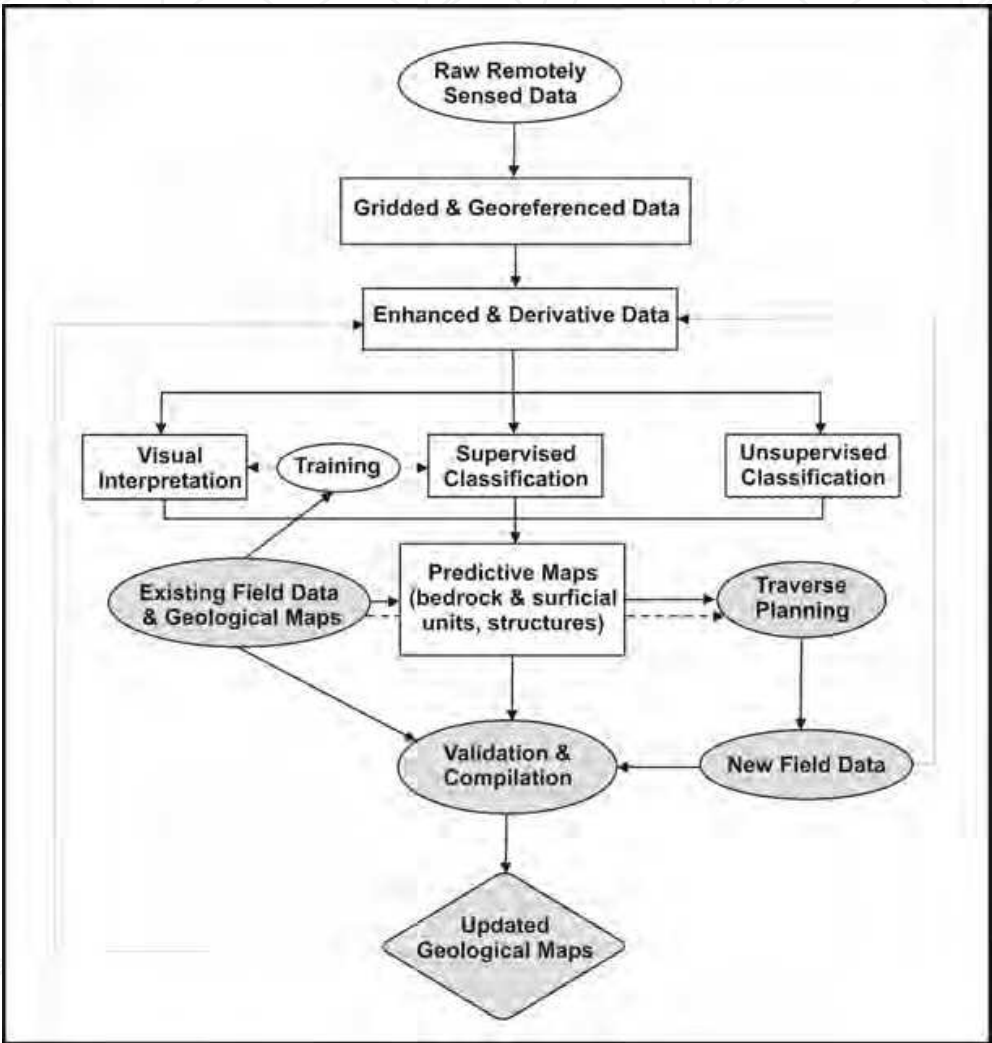 Raw Remotely
Sensed Data
Gridded & Georeferenced Data
Enhanced & Derivative Data
Visual
Interpretation
Training
Supervised
Classification
Unsupervised
Classification
Existing Field Data
& Geological Maps
Predictive Maps
(bedrock & surficial
units, structures)
Traverse
Planning
Validation &
Compilation
New Field Data
Updated
Geological Maps